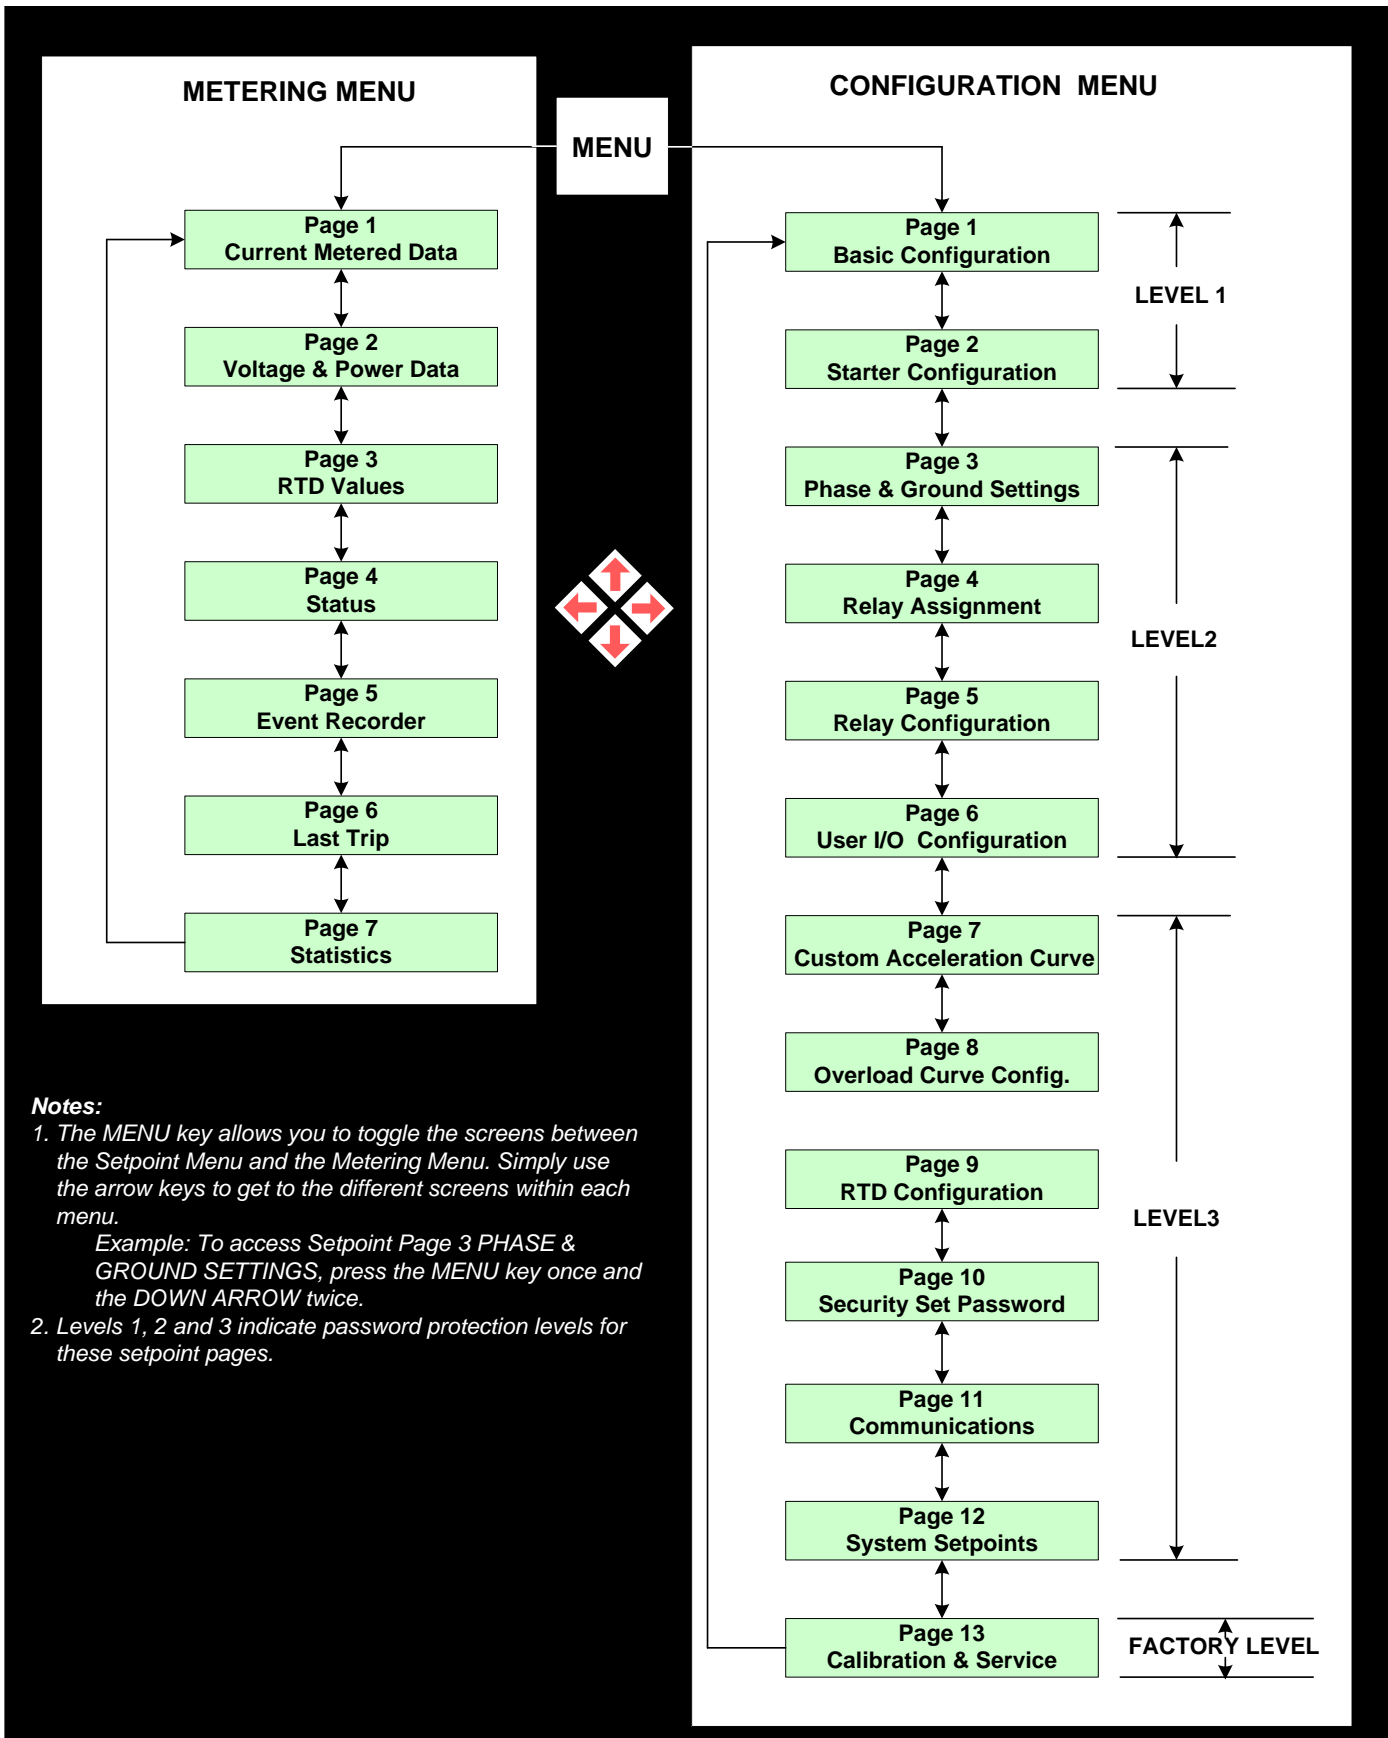 METERING MENU
MENU
CONFIGURATION MENU
Page 1
Current Metered Data
Page 2
Voltage & Power Data
Page 3
RTD Values
Page 4
Status
Page 5
Event Recorder
Page 6
Last Trip
Page 7
Statistics
Page 1
Basic Configuration
Page 2
Starter Configuration
Page 3
Phase & Ground Settings
Page 4
Relay Assignment
Page 5
Relay Configuration
Page 6
User I/O Configuration
Page 7
Custom Acceleration Curve
Page 8
Overload Curve Config.
Page 9
RTD Configuration
Page 10
Security Set Password
Page 11
Communications
Page 12
System Setpoints
Page 13
Calibration & Service
LEVEL 1
LEVEL2
LEVEL3
FACTORY LEVEL
Notes:
1. The MENU key allows you to toggle the screens between
the Setpoint Menu and the Metering Menu. Simply use
the arrow keys to get to the different screens within each
menu.
Example: To access Setpoint Page 3 PHASE &
GROUND SETTINGS, press the MENU key once and
the DOWN ARROW twice.
2. Levels 1, 2 and 3 indicate password protection levels for
these setpoint pages.